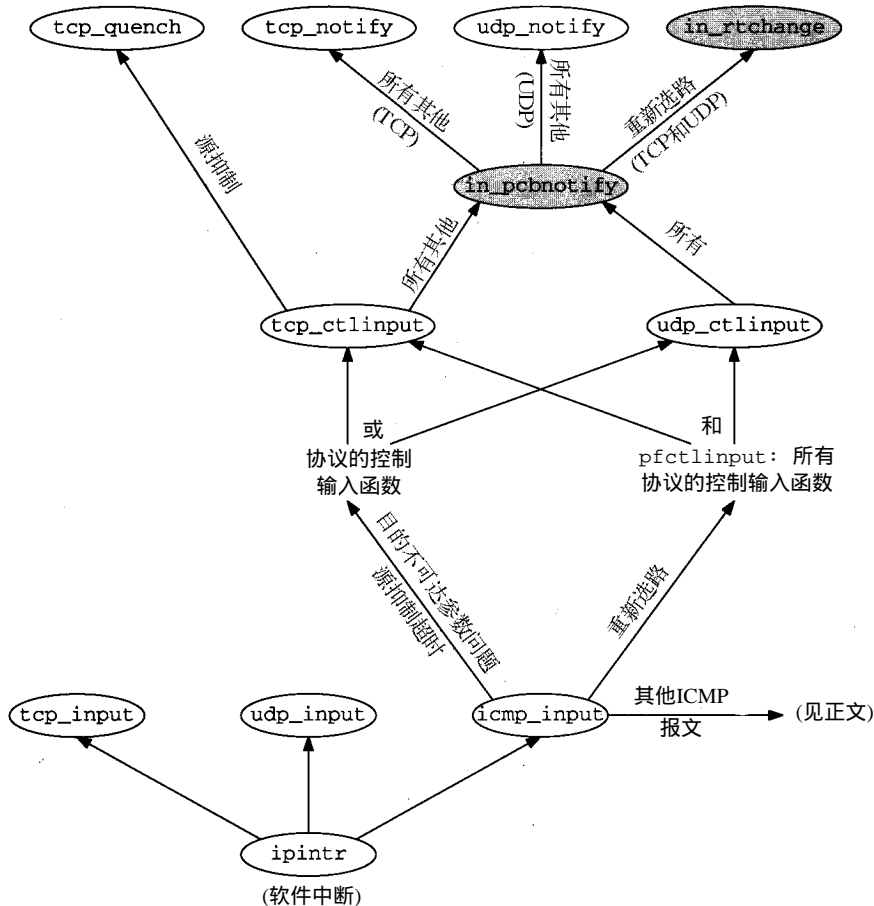 tcp_quench
tcp_notify
udp_notify
in_rtchange
所有其他
(TCP)
所有其他
(UDP)
重新选路
(TCP和UDP)
源抑制
in_pcbnotify
所有其他
所有
tcp_ctlinput
udp_ctlinput
或
协议的控制
输入函数
和
pfctlinput: 所有
协议的控制输入函数
目的不可达参数问题
源抑制超时
重新选路
tcp_input
udp_input
icmp_input
其他ICMP
报文
(见正文)
ipintr
(软件中断)